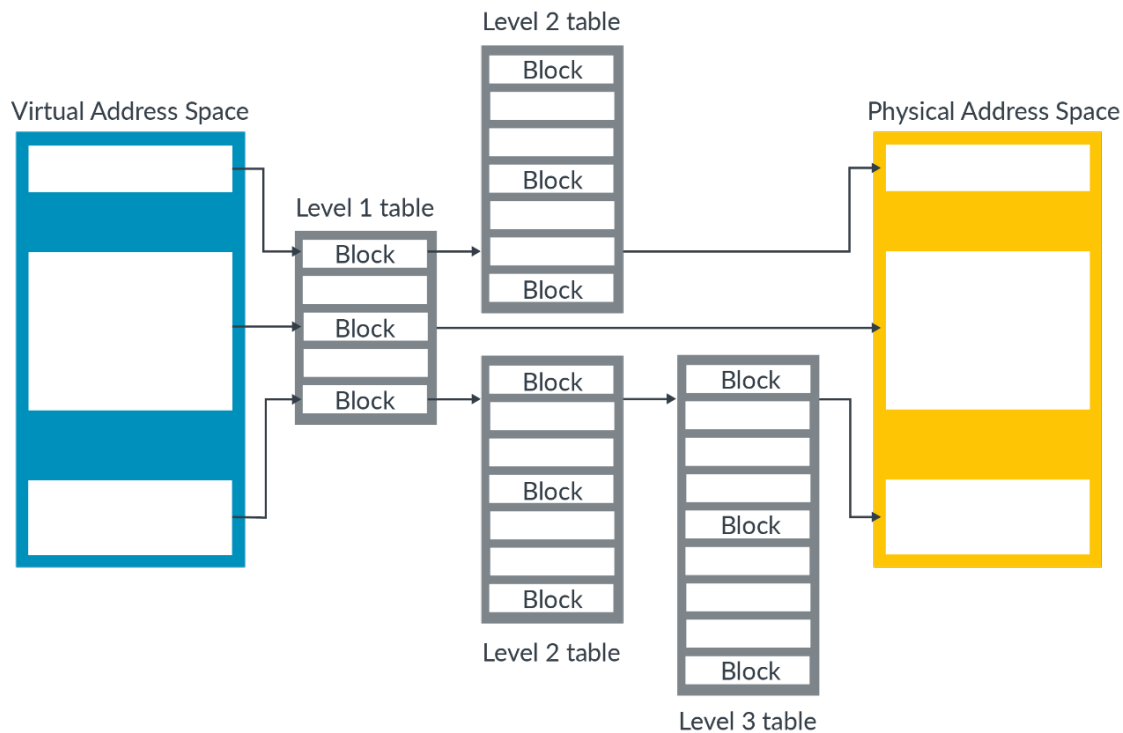 Level 2 table
Block
Block
Block
Virtual Address Space
Physical Address Space
Level 1 table
Block
Block
Block
Block
Block
Block
Level 2 table
Block
Block
Block
Level 3 table